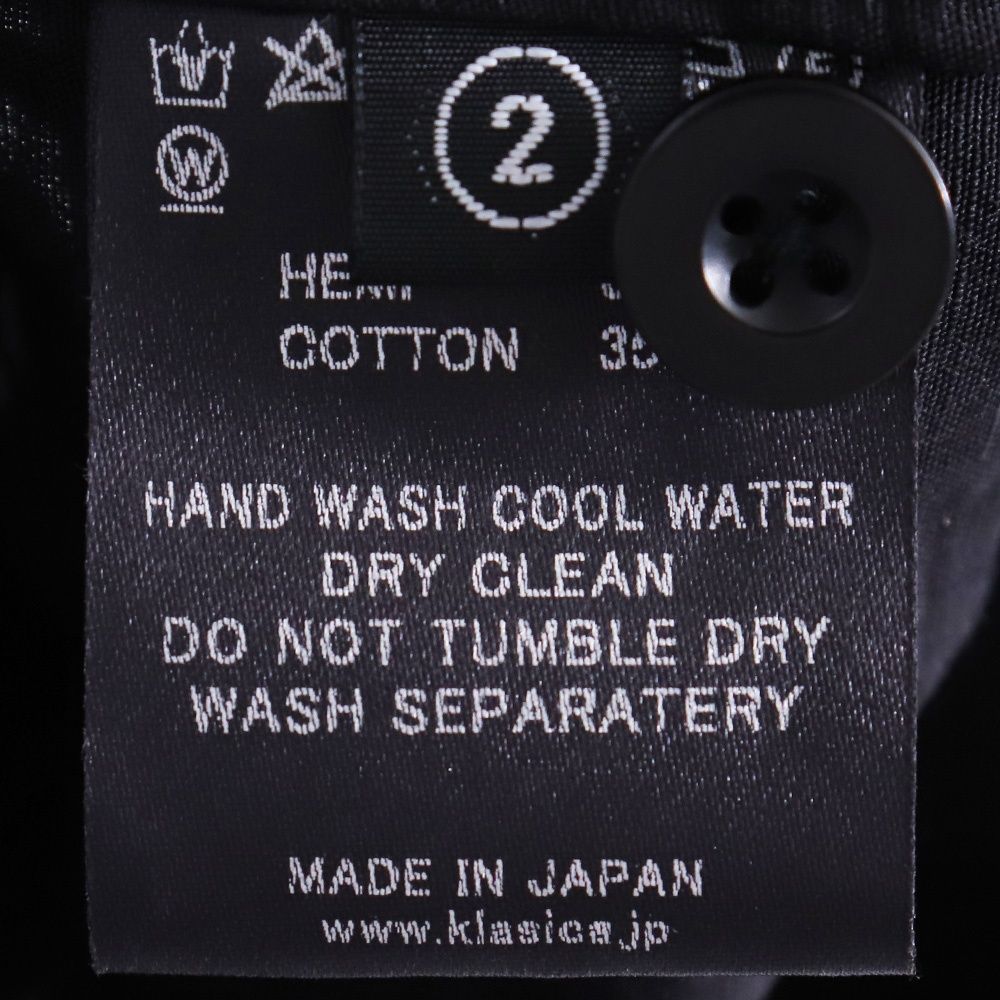 2
W
COTTON
HAND WASH COOL WATER
DRY CLEAN
DO NOT TUMBLE DRY
WASH SEPARATERY
MADE IN JAPAN
www.klasica.jp